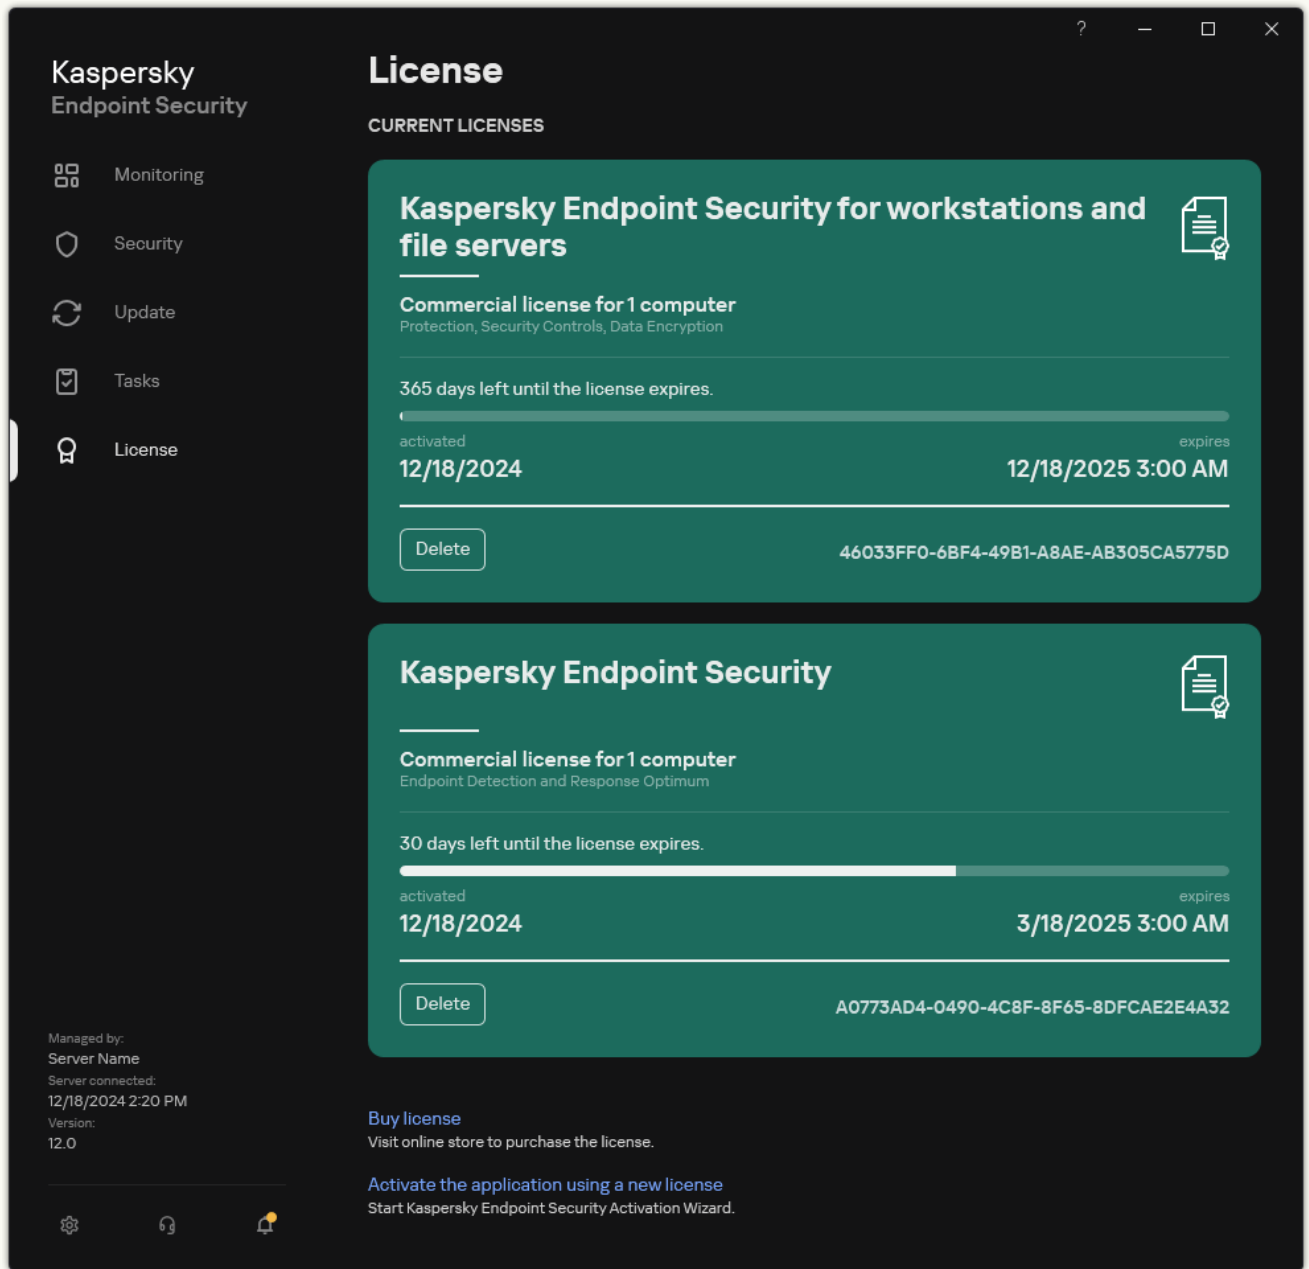 ?
Kaspersky
Endpoint Security
Monitoring
Security
Update
Tasks
License
Managed by:
Server Name
Server connected:
12/18/2024 2:20 PM
Version:
12.0
License
CURRENT LICENSES
Kaspersky Endpoint Security for workstations and
file servers
Commercial license for 1 computer
Protection, Security Controls, Data Encryption
365 days left until the license expires.
activated expires
12/18/2024 12/18/2025 3:00 AM
Delete 46033FF0-6BF4-49B1-A8AE-AB305CA5775D
Kaspersky Endpoint Security
Commercial license for 1 computer
Endpoint Detection and Response Optimum
30 days left until the license expires.
activated expires
12/18/2024 3/18/2025 3:00 AM
Delete A0773AD4-0490-4C8F-8F65-8DFCAE2E4A32
Buy license
Visit online store to purchase the license.
Activate the application using a new license
Start Kaspersky Endpoint Security Activation Wizard.